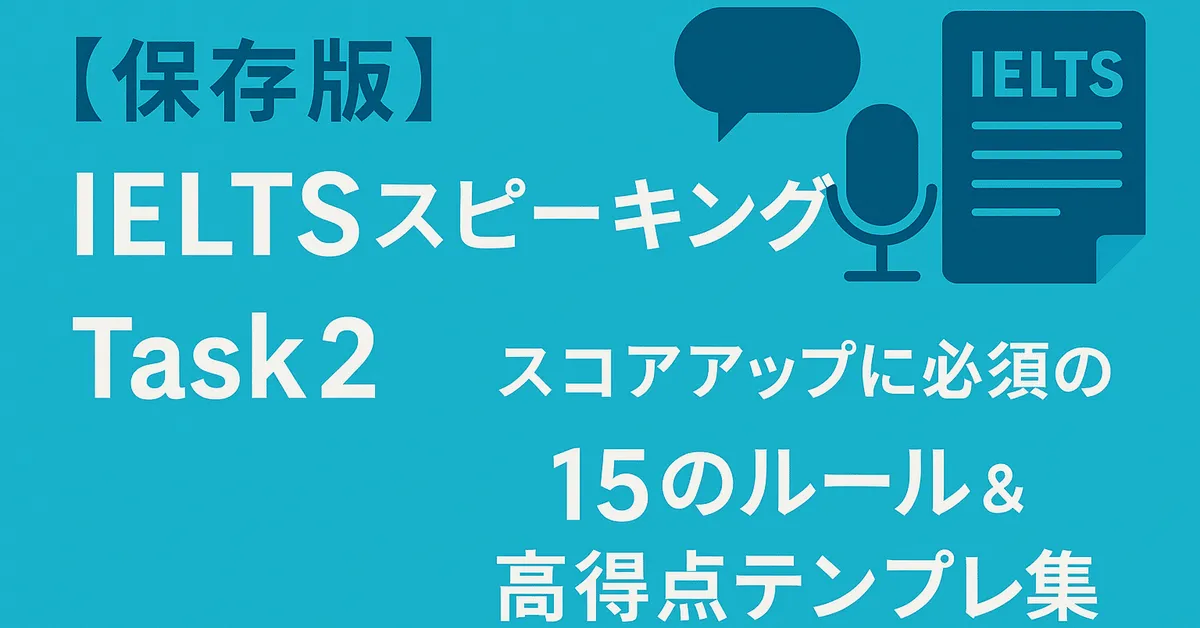 【保存版】
IELTS
IELTSスピーキング
Task2
スコアアップに必須の
15のルール&
高得点テンプレ集